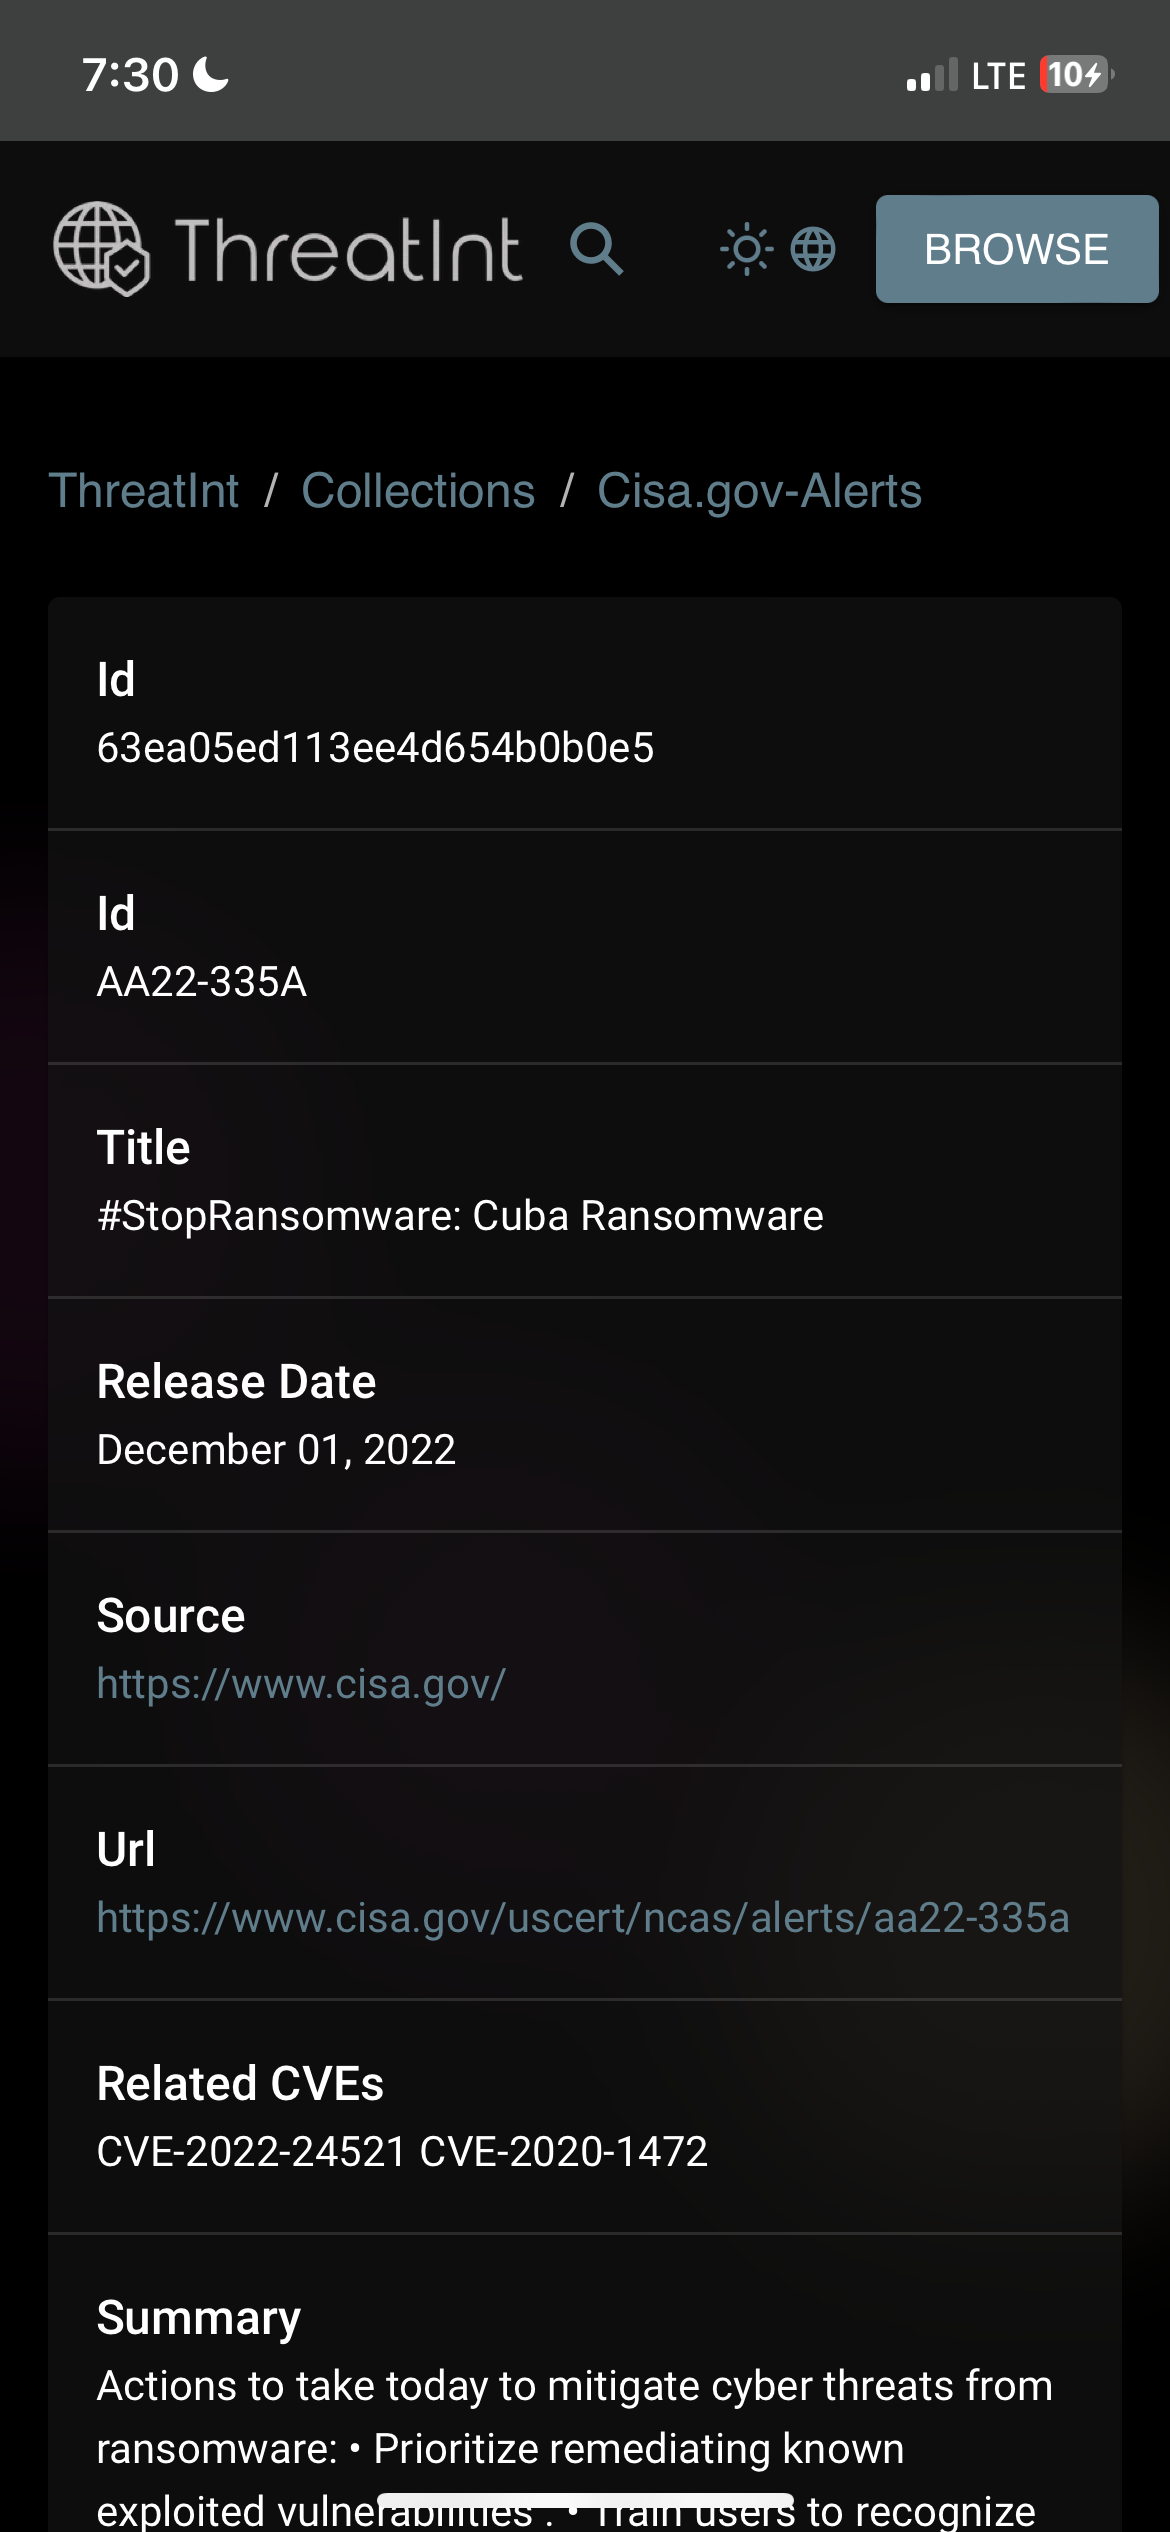 7:30
LTE 10
ThreatInt
BROWSE
ThreatInt / Collections / Cisa.gov-Alerts
Id
63ea05ed113ee4d654b0b0e5
Id
AA22-335A
Title
#StopRansomware: Cuba Ransomware
Release Date
December 01, 2022
Source
https://www.cisa.gov/
Url
https://www.cisa.gov/uscert/ncas/alerts/aa22-335a
Related CVEs
CVE-2022-24521 CVE-2020-1472
Summary
Actions to take today to mitigate cyber threats from
ransomware: • Prioritize remediating known
exploited vulnerabilities . • Train users to recognize